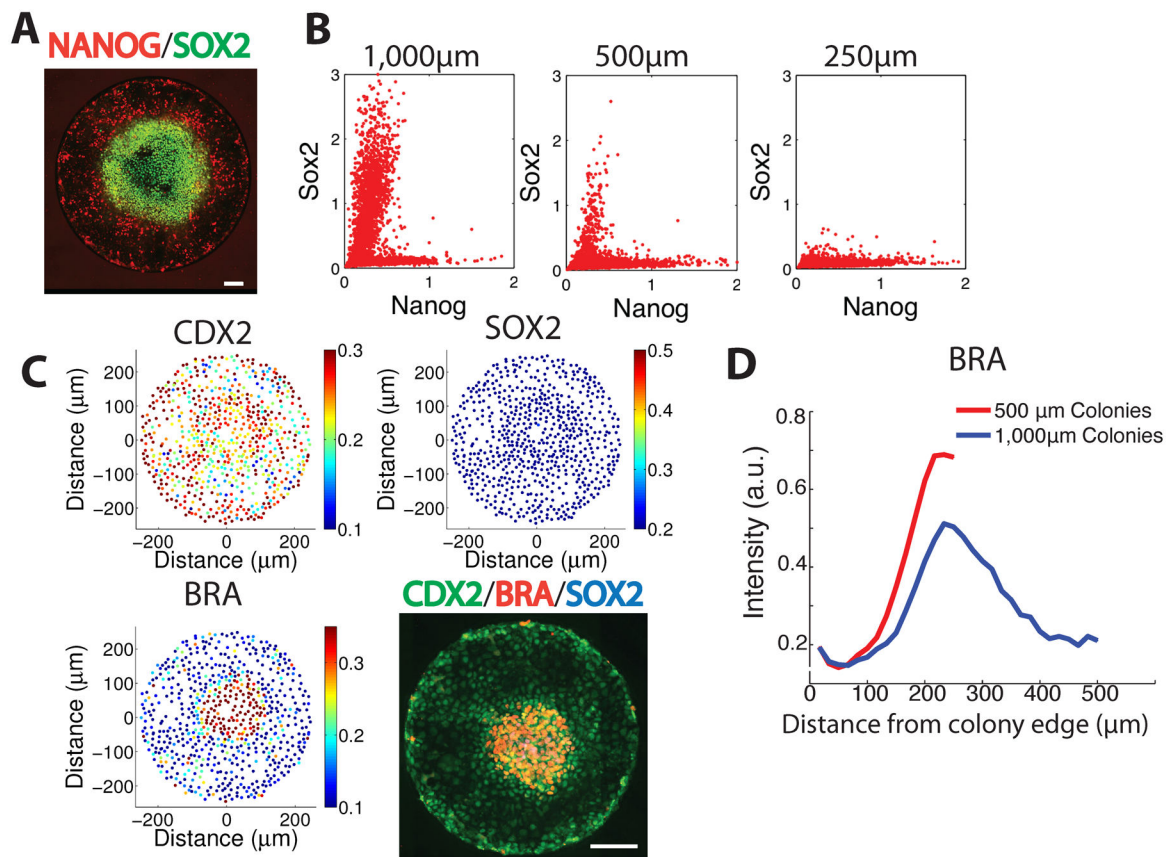 A
NANOG/SOX2
B
1,000µm
500µm
250µm
Sox2
3
2
1
0
0
1
2
Nanog
Sox2
3
2
1
0
0
1
2
Nanog
Sox2
3
2
1
0
0
1
2
Nanog
C
CDX2
Distance (µm)
200
100
0
−100
−200
−200
0
200
Distance (µm)
0.3
0.2
0.1
SOX2
Distance (µm)
200
100
0
−100
−200
−200
0
200
Distance (µm)
0.5
0.4
0.3
0.2
BRA
Distance (µm)
200
100
0
−100
−200
−200
0
200
Distance (µm)
0.3
0.2
0.1
CDX2/BRA/SOX2
D
BRA
500 µm Colonies
1,000µm Colonies
Intensity (a.u.)
0.8
0.6
0.4
0.2
0
100
200
300
400
500
Distance from colony edge (µm)